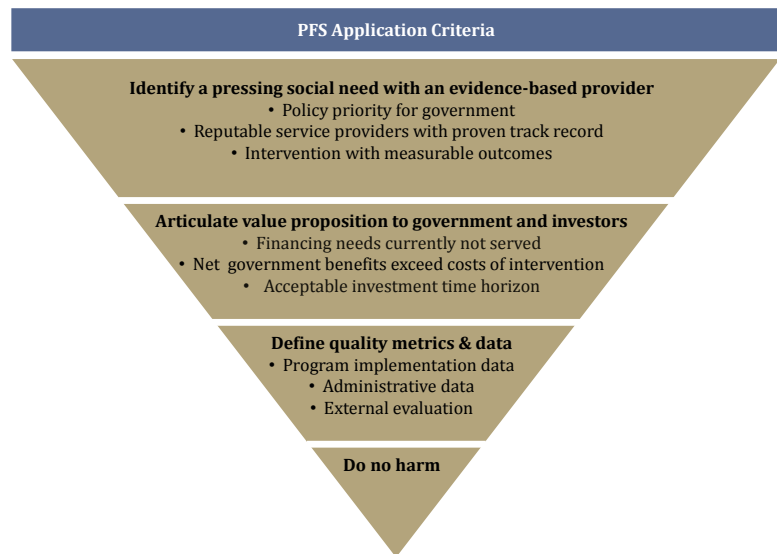 PFS Application Criteria
Identify a pressing social need with an evidence-based provider
• Policy priority for government
• Reputable service providers with proven track record
• Intervention with measurable outcomes
Articulate value proposition to government and investors
• Financing needs currently not served
• Net government benefits exceed costs of intervention
• Acceptable investment time horizon
Define quality metrics & data
• Program implementation data
• Administrative data
• External evaluation
Do no harm